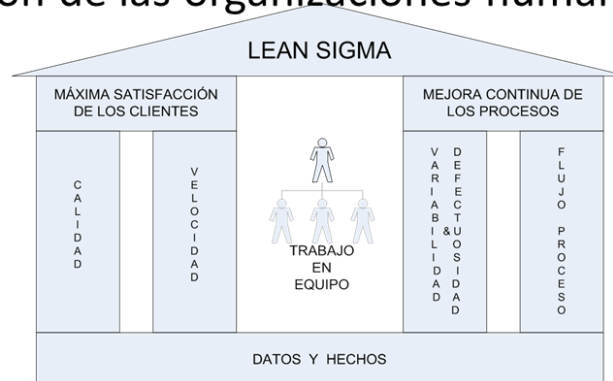 de las organizaciones
LEAN SIGMA
MÁXIMA SATISFACCIÓN
DE LOS CLIENTES
MEJORA CONTINUA DE
LOS PROCESOS
CALIDAD
VELOCIDAD
TRABAJO
EN
EQUIPO
VARIABILIDAD
&
DEFECTUOSIDAD
FLUJO PROCESO
DATOS Y HECHOS